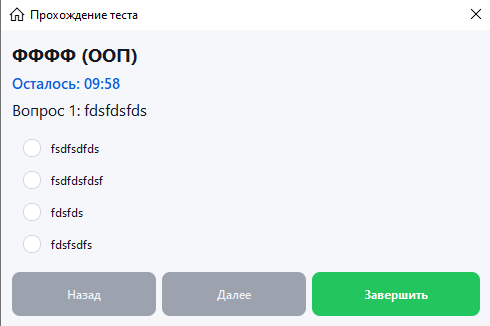 Прохождение теста
ФФФФ (ООП)
Осталось: 09:58
Вопрос 1: fdsfdsfds
fsdfsdfds
fsdfdsfdsf
fdsfds
fdsfsdfs
Назад Далее Завершить